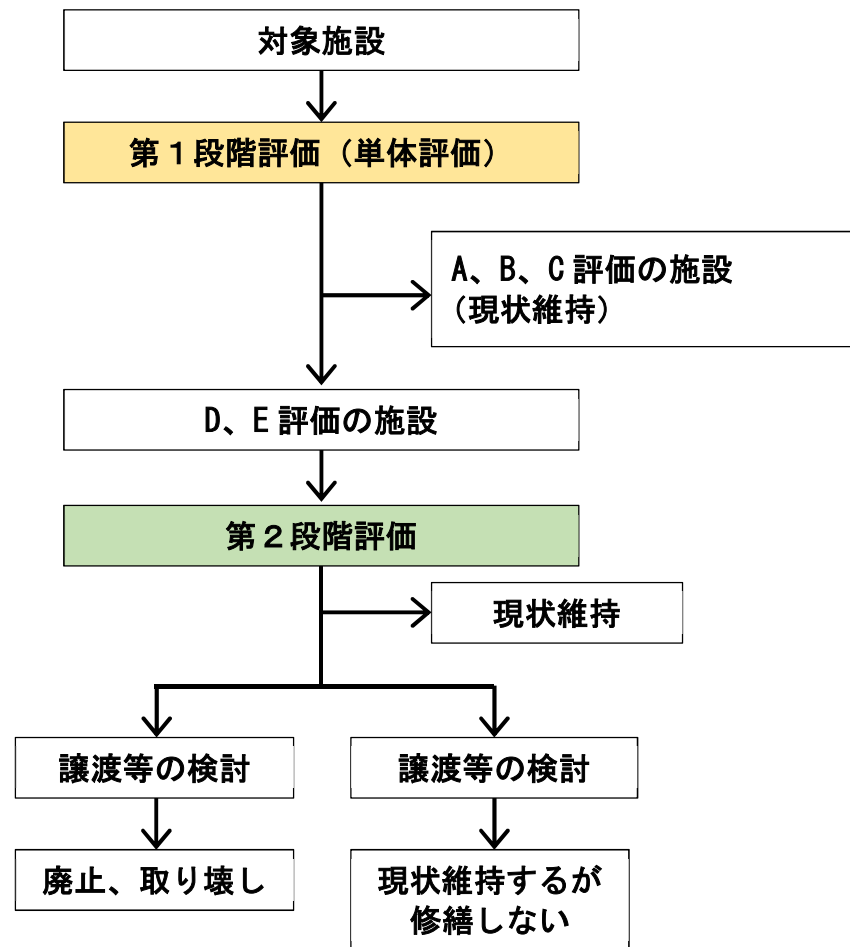 対象施設
第１段階評価（単体評価）
A、B、C 評価の施設
（現状維持）
D、E 評価の施設
第２段階評価
現状維持
譲渡等の検討
譲渡等の検討
廃止、取り壊し
現状維持するが
修繕しない